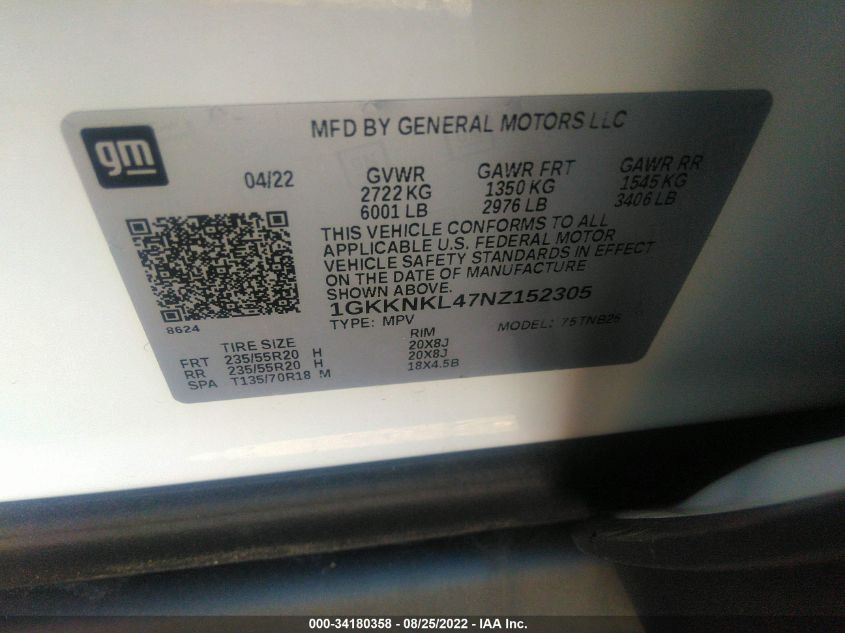 gm
MFD BY GENERAL MOTORS LLC
04/22 GVWR GAWR FRT GAWR RR
2722 KG 1350 KG 1545 KG
6001 LB 2976 LB 3406 LB
THIS VEHICLE CONFORMS TO ALL
APPLICABLE U.S. FEDERAL MOTOR
VEHICLE SAFETY STANDARDS IN EFFECT
ON THE DATE OF MANUFACTURE
SHOWN ABOVE.
8624
1GKKNKL47NZ152305
TYPE: MPV MODEL: 75TNB26
TIRE SIZE RIM
FRT 235/55R20 H 20X8J
RR 235/55R20 H 20X8J
SPA T135/70R18 M 18X4.5B
000-34180358 - 08/25/2022 - IAA Inc.